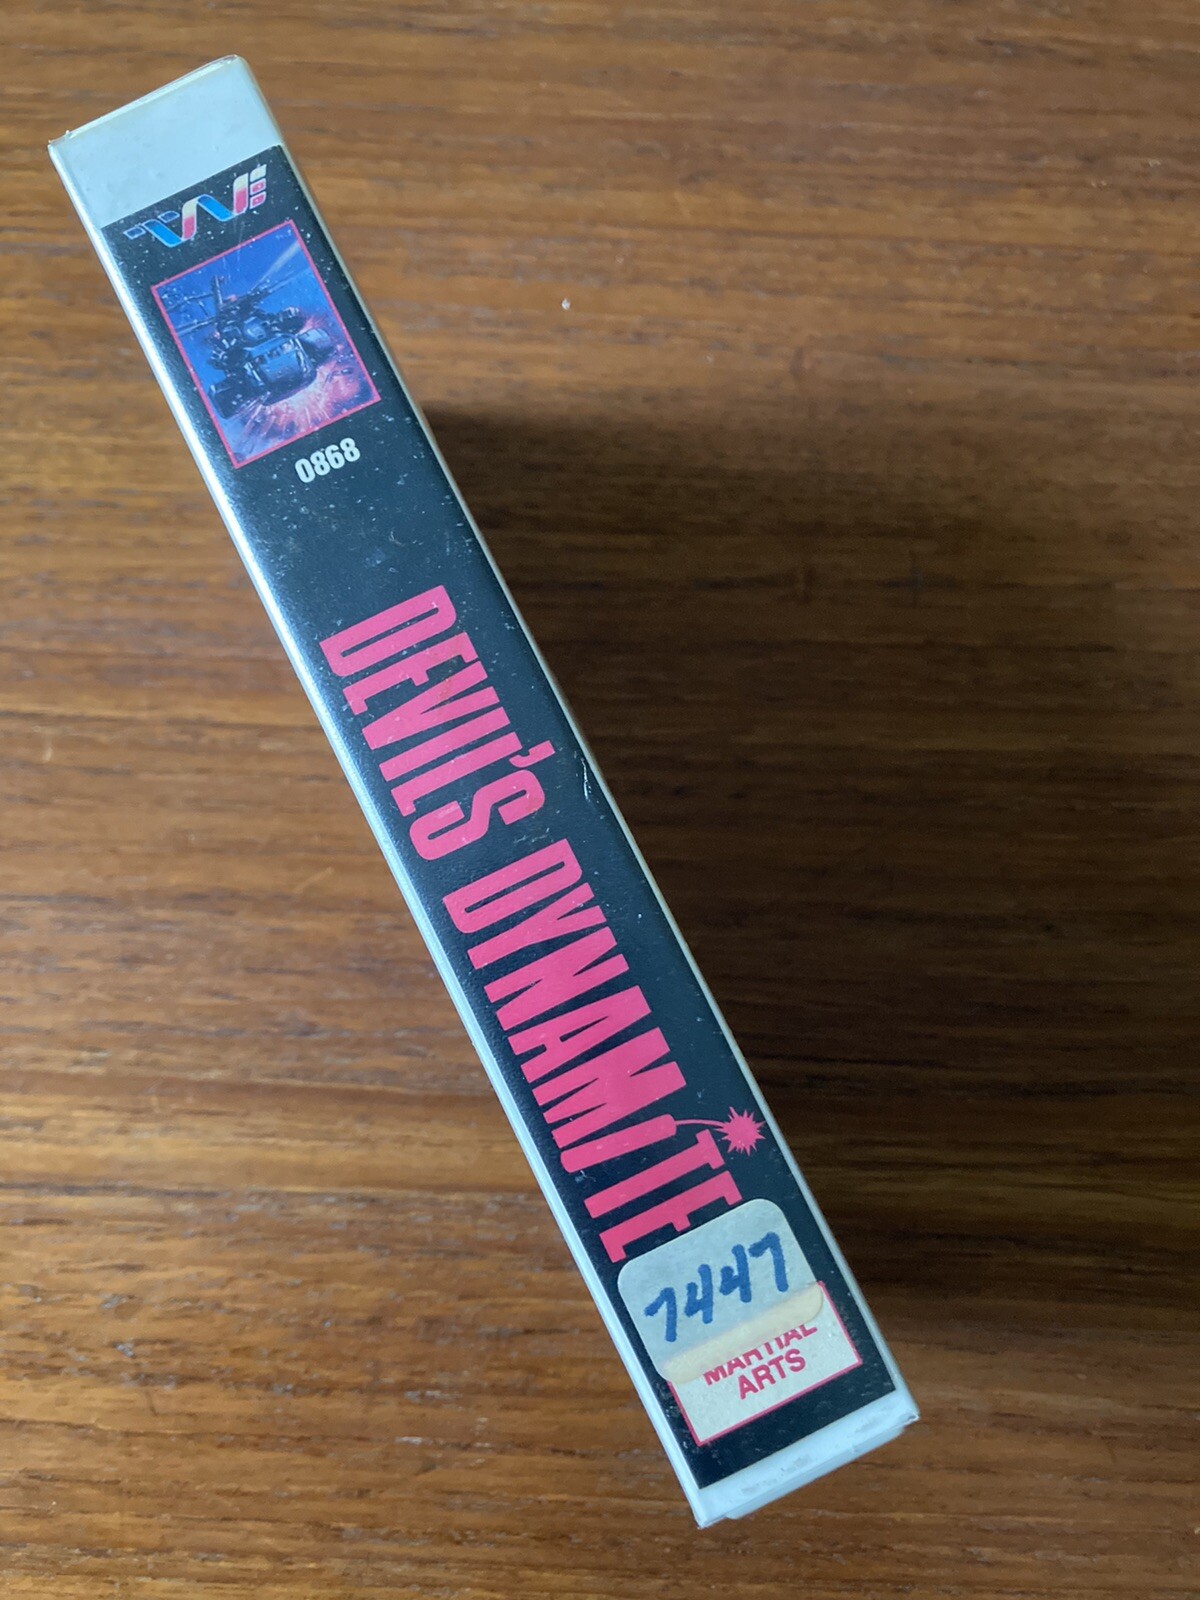 0868
DEVIL'S DYNAMITE
7447
MARTIAL
ARTS